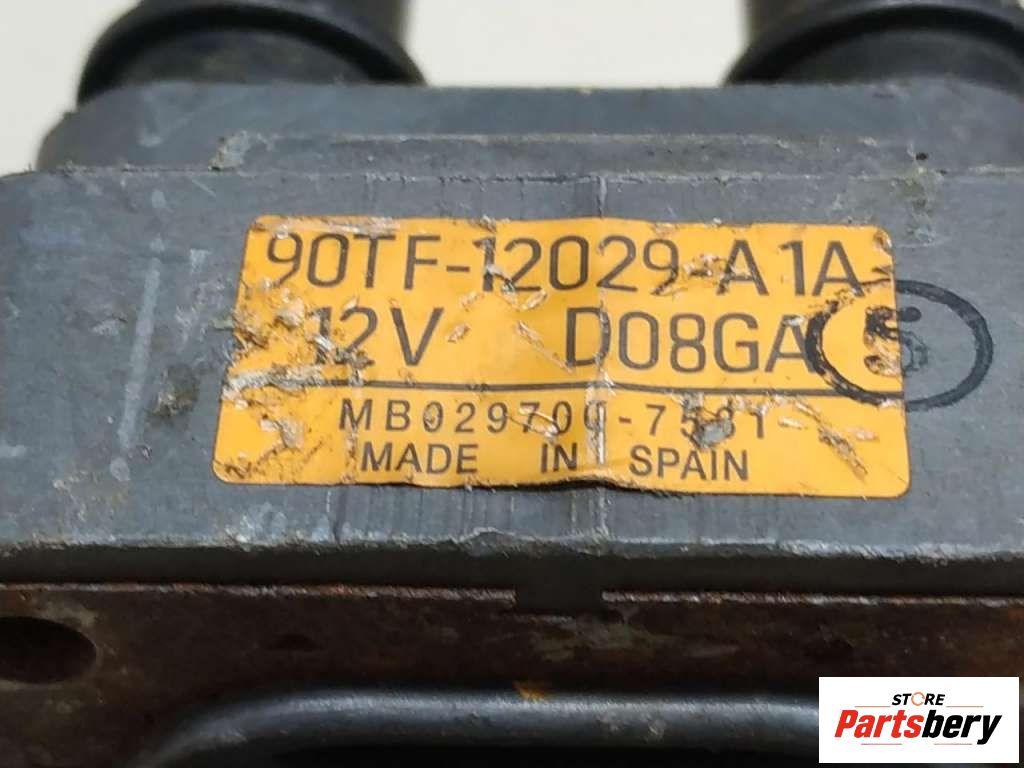 90TF-12029-A1A
12V D08GA S
MADE IN SPAIN
STORE
Partsbery